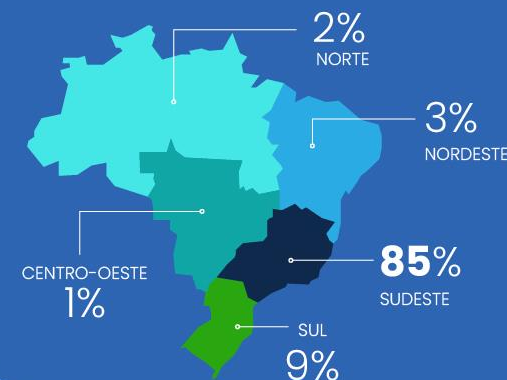 2%
NORTE
3%
NORDESTE
85%
SUDESTE
CENTRO-OESTE
1%
SUL
9%